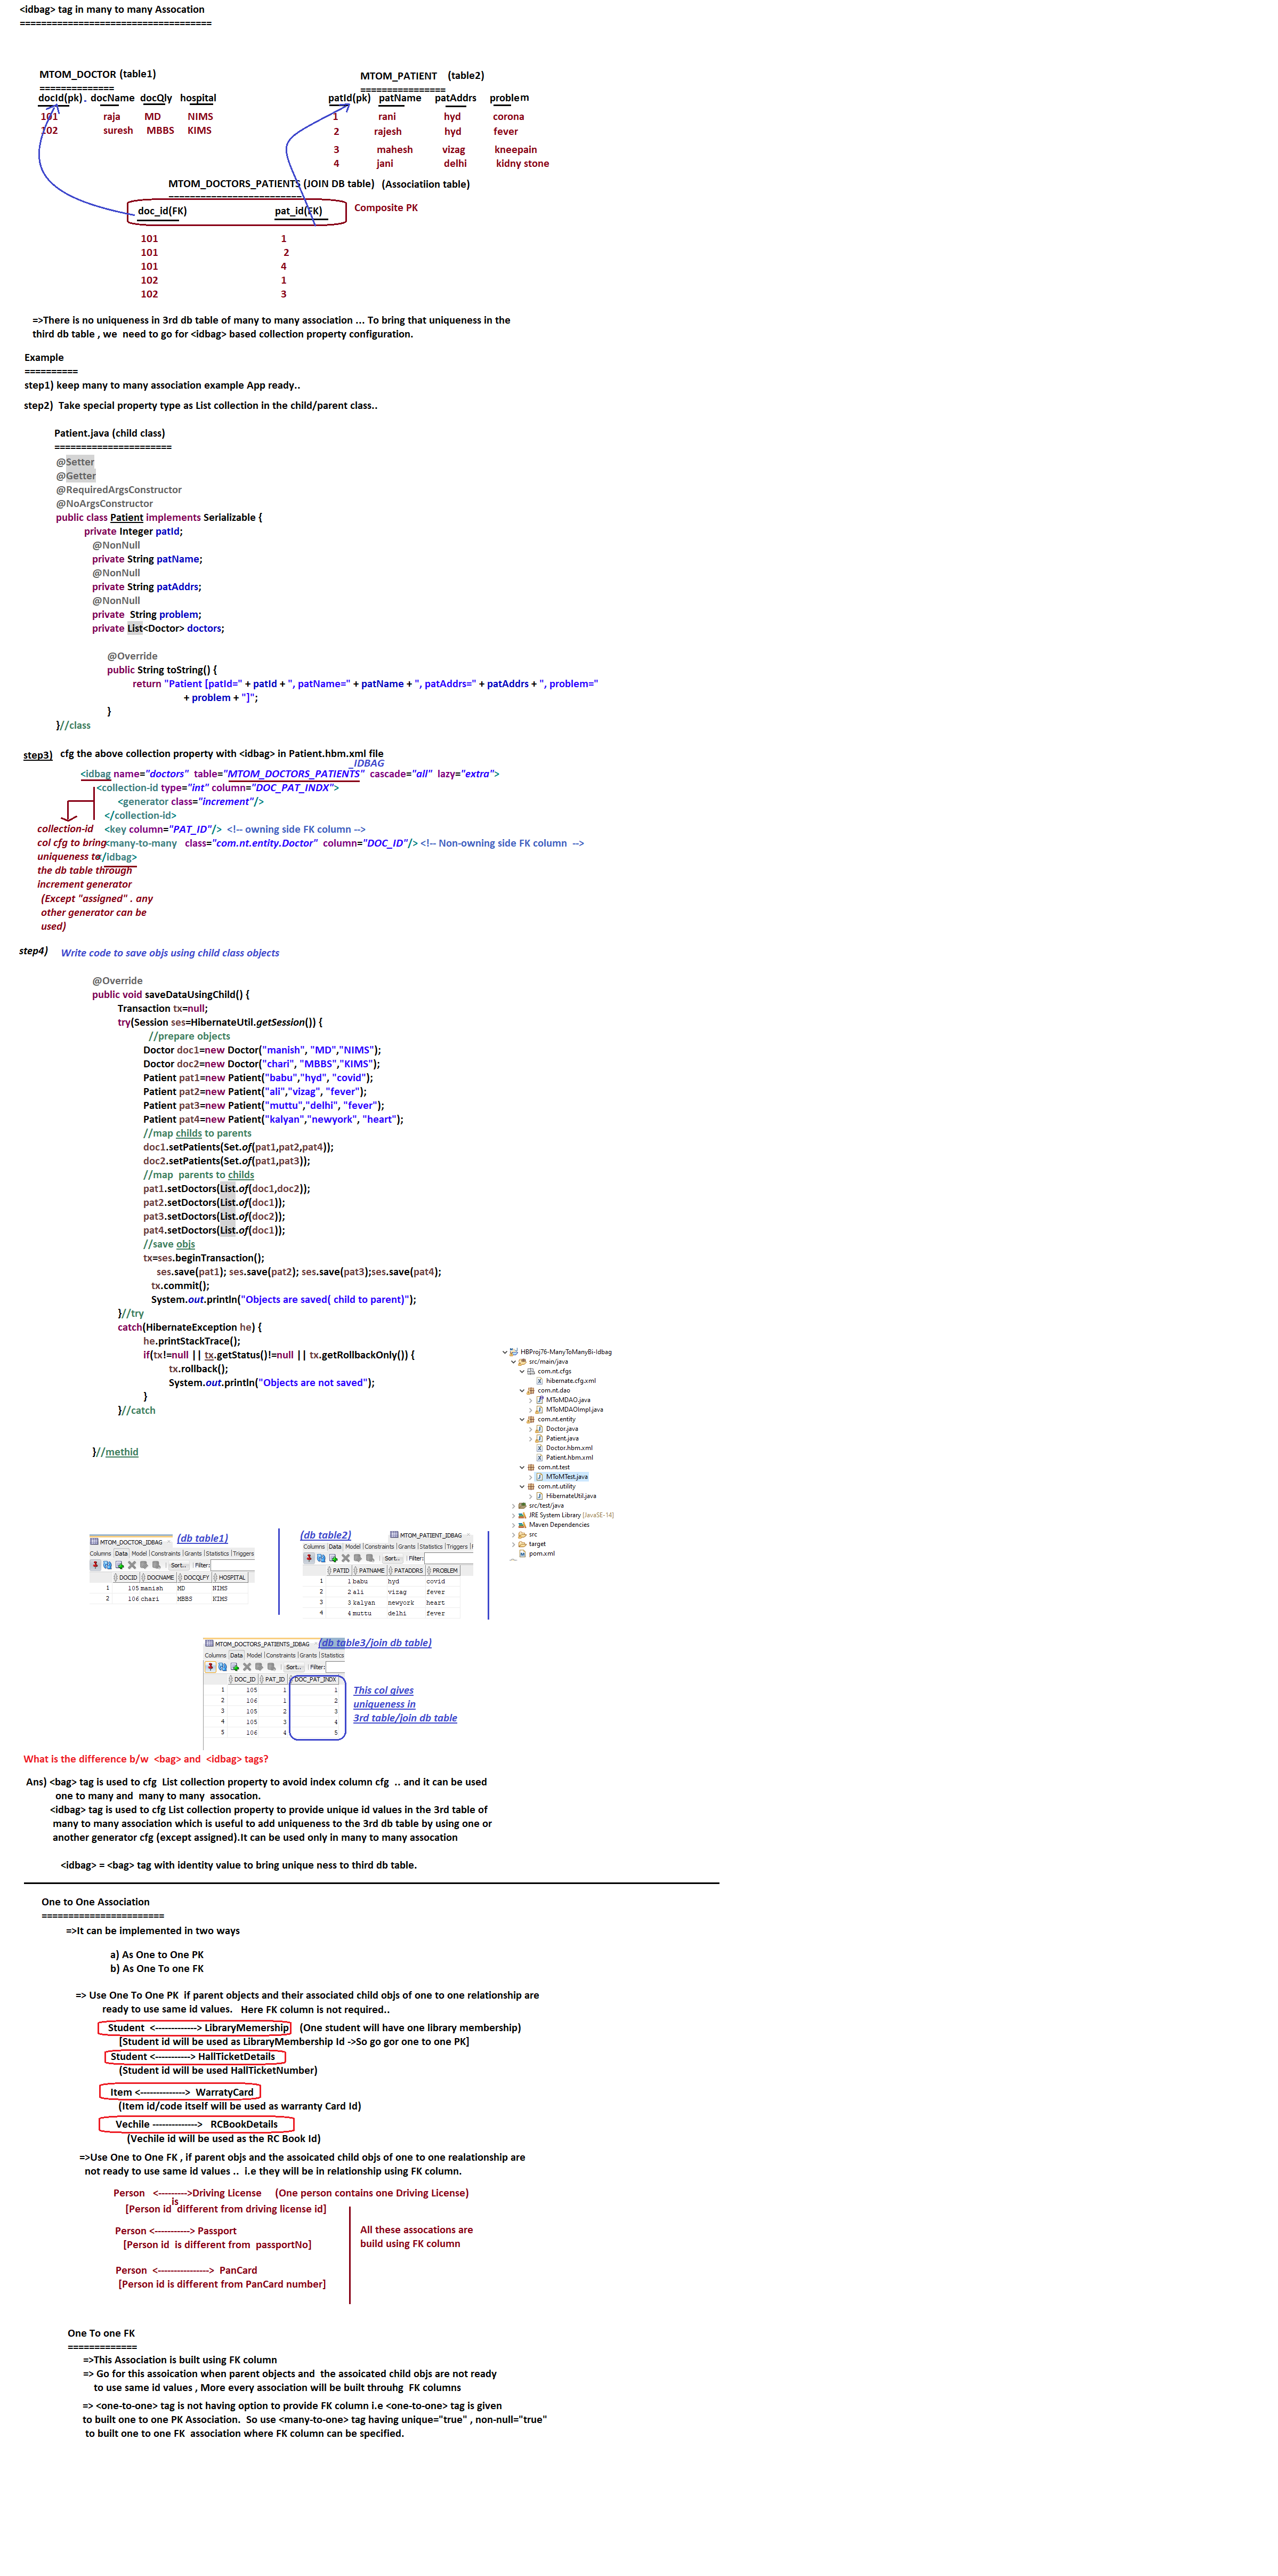 <idbag> tag in many to many Assocation
====================================
MTOM_DOCTOR (table1)
==============
docId(pk). docName docQly hospital
101 raja MD NIMS
102 suresh MBBS KIMS
MTOM_PATIENT (table2)
================
patId(pk) patName patAddrs problem
1 rani hyd corona
2 rajesh hyd fever
3 mahesh vizag kneepain
4 jani delhi kidny stone
MTOM_DOCTORS_PATIENTS (JOIN DB table) (Associatiion table)
=========================
doc_id(FK) pat_id(FK) Composite PK
101 1
101 2
101 4
102 1
102 3
=>There is no uniqueness in 3rd db table of many to many association ... To bring that uniqueness in the
third db table , we need to go for <idbag> based collection property configuration.
Example
==========
step1) keep many to many association example App ready..
step2) Take special property type as List collection in the child/parent class..
Patient.java (child class)
======================
@Setter
@Getter
@RequiredArgsConstructor
@NoArgsConstructor
public class Patient implements Serializable {
private Integer patId;
@NonNull
private String patName;
@NonNull
private String patAddrs;
@NonNull
private String problem;
private List<Doctor> doctors;
@Override
public String toString() {
return "Patient [patId=" + patId + ", patName=" + patName + ", patAddrs=" + patAddrs + ", problem="
+ problem + "]";
}
}//class
step3) cfg the above collection property with <idbag> in Patient.hbm.xml file
_IDBAG
<idbag name="doctors" table="MTOM_DOCTORS_PATIENTS" cascade="all" lazy="extra">
<collection-id type="int" column="DOC_PAT_INDX">
<generator class="increment"/>
</collection-id>
<key column="PAT_ID"/> <!-- owning side FK column -->
<many-to-many class="com.nt.entity.Doctor" column="DOC_ID"/> <!-- Non-owning side FK column -->
</idbag>
collection-id
col cfg to bring
uniqueness to
the db table through
increment generator
(Except "assigned" . any
other generator can be
used)
step4) Write code to save objs using child class objects
@Override
public void saveDataUsingChild() {
Transaction tx=null;
try(Session ses=HibernateUtil.getSession()) {
//prepare objects
Doctor doc1=new Doctor("manish", "MD","NIMS");
Doctor doc2=new Doctor("chari", "MBBS","KIMS");
Patient pat1=new Patient("babu","hyd", "covid");
Patient pat2=new Patient("ali","vizag", "fever");
Patient pat3=new Patient("muttu","delhi", "fever");
Patient pat4=new Patient("kalyan","newyork", "heart");
//map childs to parents
doc1.setPatients(Set.of(pat1,pat2,pat4));
doc2.setPatients(Set.of(pat1,pat3));
//map parents to childs
pat1.setDoctors(List.of(doc1,doc2));
pat2.setDoctors(List.of(doc1));
pat3.setDoctors(List.of(doc2));
pat4.setDoctors(List.of(doc1));
//save objs
tx=ses.beginTransaction();
ses.save(pat1); ses.save(pat2); ses.save(pat3);ses.save(pat4);
tx.commit();
System.out.println("Objects are saved( child to parent)");
}//try
catch(HibernateException he) {
he.printStackTrace();
if(tx!=null || tx.getStatus()!=null || tx.getRollbackOnly()) {
tx.rollback();
System.out.println("Objects are not saved");
}
}//catch
}//methid
HBProj76-ManyToManyBi-Idbag
src/main/java
com.nt.cfgs
hibernate.cfg.xml
com.nt.dao
MToMDAO.java
MToMDAOImpl.java
com.nt.entity
Doctor.java
Patient.java
Doctor.hbm.xml
Patient.hbm.xml
com.nt.test
MToMTest.java
com.nt.utility
HibernateUtil.java
src/test/java
JRE System Library [JavaSE-14]
Maven Dependencies
src
target
pom.xml
MTOM_DOCTOR_IDBAG (db table1)
Columns Data Model Constraints Grants Statistics Triggers
Sort.. Filter:
DOCID DOCNAME DOCQLFY HOSPITAL
1 105 manish MD NIMS
2 106 chari MBBS KIMS
(db table2) MTOM_PATIENT_IDBAG
Columns Data Model Constraints Grants Statistics Triggers
Sort.. Filter:
PATID PATNAME PATADDRS PROBLEM
1 1 babu hyd covid
2 2 ali vizag fever
3 3 kalyan newyork heart
4 4 muttu delhi fever
MTOM_DOCTORS_PATIENTS_IDBAG (db table3/join db table)
Columns Data Model Constraints Grants Statistics
Sort.. Filter:
DOC_ID PAT_ID DOC_PAT_INDX
1 105 1 1
2 106 1 2
3 105 2 3
4 105 3 4
5 106 4 5
This col gives
uniqueness in
3rd table/join db table
What is the difference b/w <bag> and <idbag> tags?
Ans) <bag> tag is used to cfg List collection property to avoid index column cfg .. and it can be used
one to many and many to many assocation.
<idbag> tag is used to cfg List collection property to provide unique id values in the 3rd table of
many to many association which is useful to add uniqueness to the 3rd db table by using one or
another generator cfg (except assigned).It can be used only in many to many assocation
<idbag> = <bag> tag with identity value to bring unique ness to third db table.
One to One Association
=======================
=>It can be implemented in two ways
a) As One to One PK
b) As One To one FK
=> Use One To One PK if parent objects and their associated child objs of one to one relationship are
ready to use same id values. Here FK column is not required..
Student <-------------> LibraryMemership (One student will have one library membership)
[Student id will be used as LibraryMembership Id ->So go gor one to one PK]
Student <-----------> HallTicketDetails
(Student id will be used HallTicketNumber)
Item <--------------> WarratyCard
(Item id/code itself will be used as warranty Card Id)
Vechile --------------> RCBookDetails
(Vechile id will be used as the RC Book Id)
=>Use One to One FK , if parent objs and the assoicated child objs of one to one realationship are
not ready to use same id values .. i.e they will be in relationship using FK column.
Person <--------->Driving License (One person contains one Driving License)
is
[Person id different from driving license id]
Person <-----------> Passport
[Person id is different from passportNo]
Person <----------------> PanCard
[Person id is different from PanCard number]
All these assocations are
build using FK column
One To one FK
=============
=>This Association is built using FK column
=> Go for this assoication when parent objects and the assoicated child objs are not ready
to use same id values , More every association will be built throuhg FK columns
=> <one-to-one> tag is not having option to provide FK column i.e <one-to-one> tag is given
to built one to one PK Association. So use <many-to-one> tag having unique="true" , non-null="true"
to built one to one FK association where FK column can be specified.